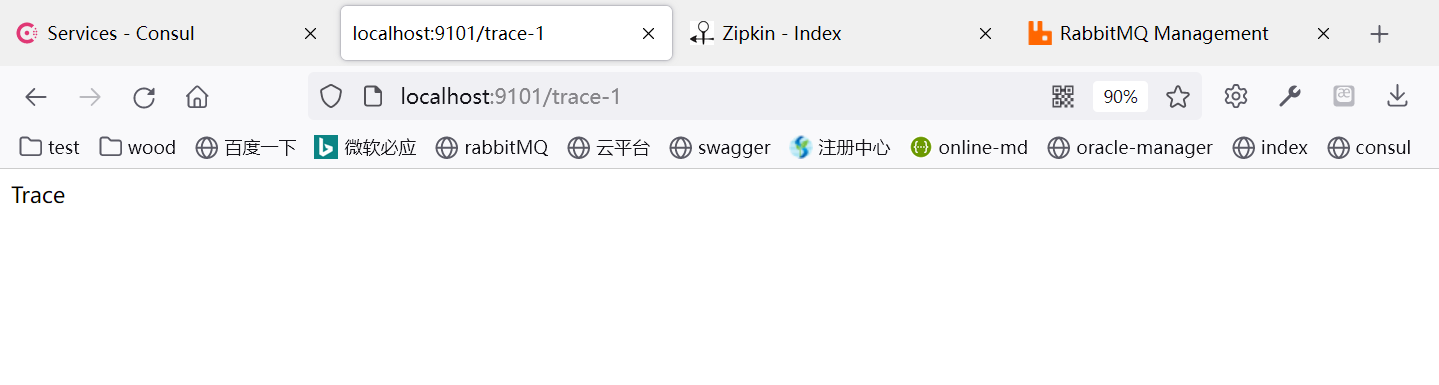 Services - Consul localhost:9101/trace-1 Zipkin - Index RabbitMQ Management
localhost:9101/trace-1 90% æ
test wood 百度一下 微软必应 rabbitMQ 云平台 swagger 注册中心 online-md oracle-manager index consul
Trace